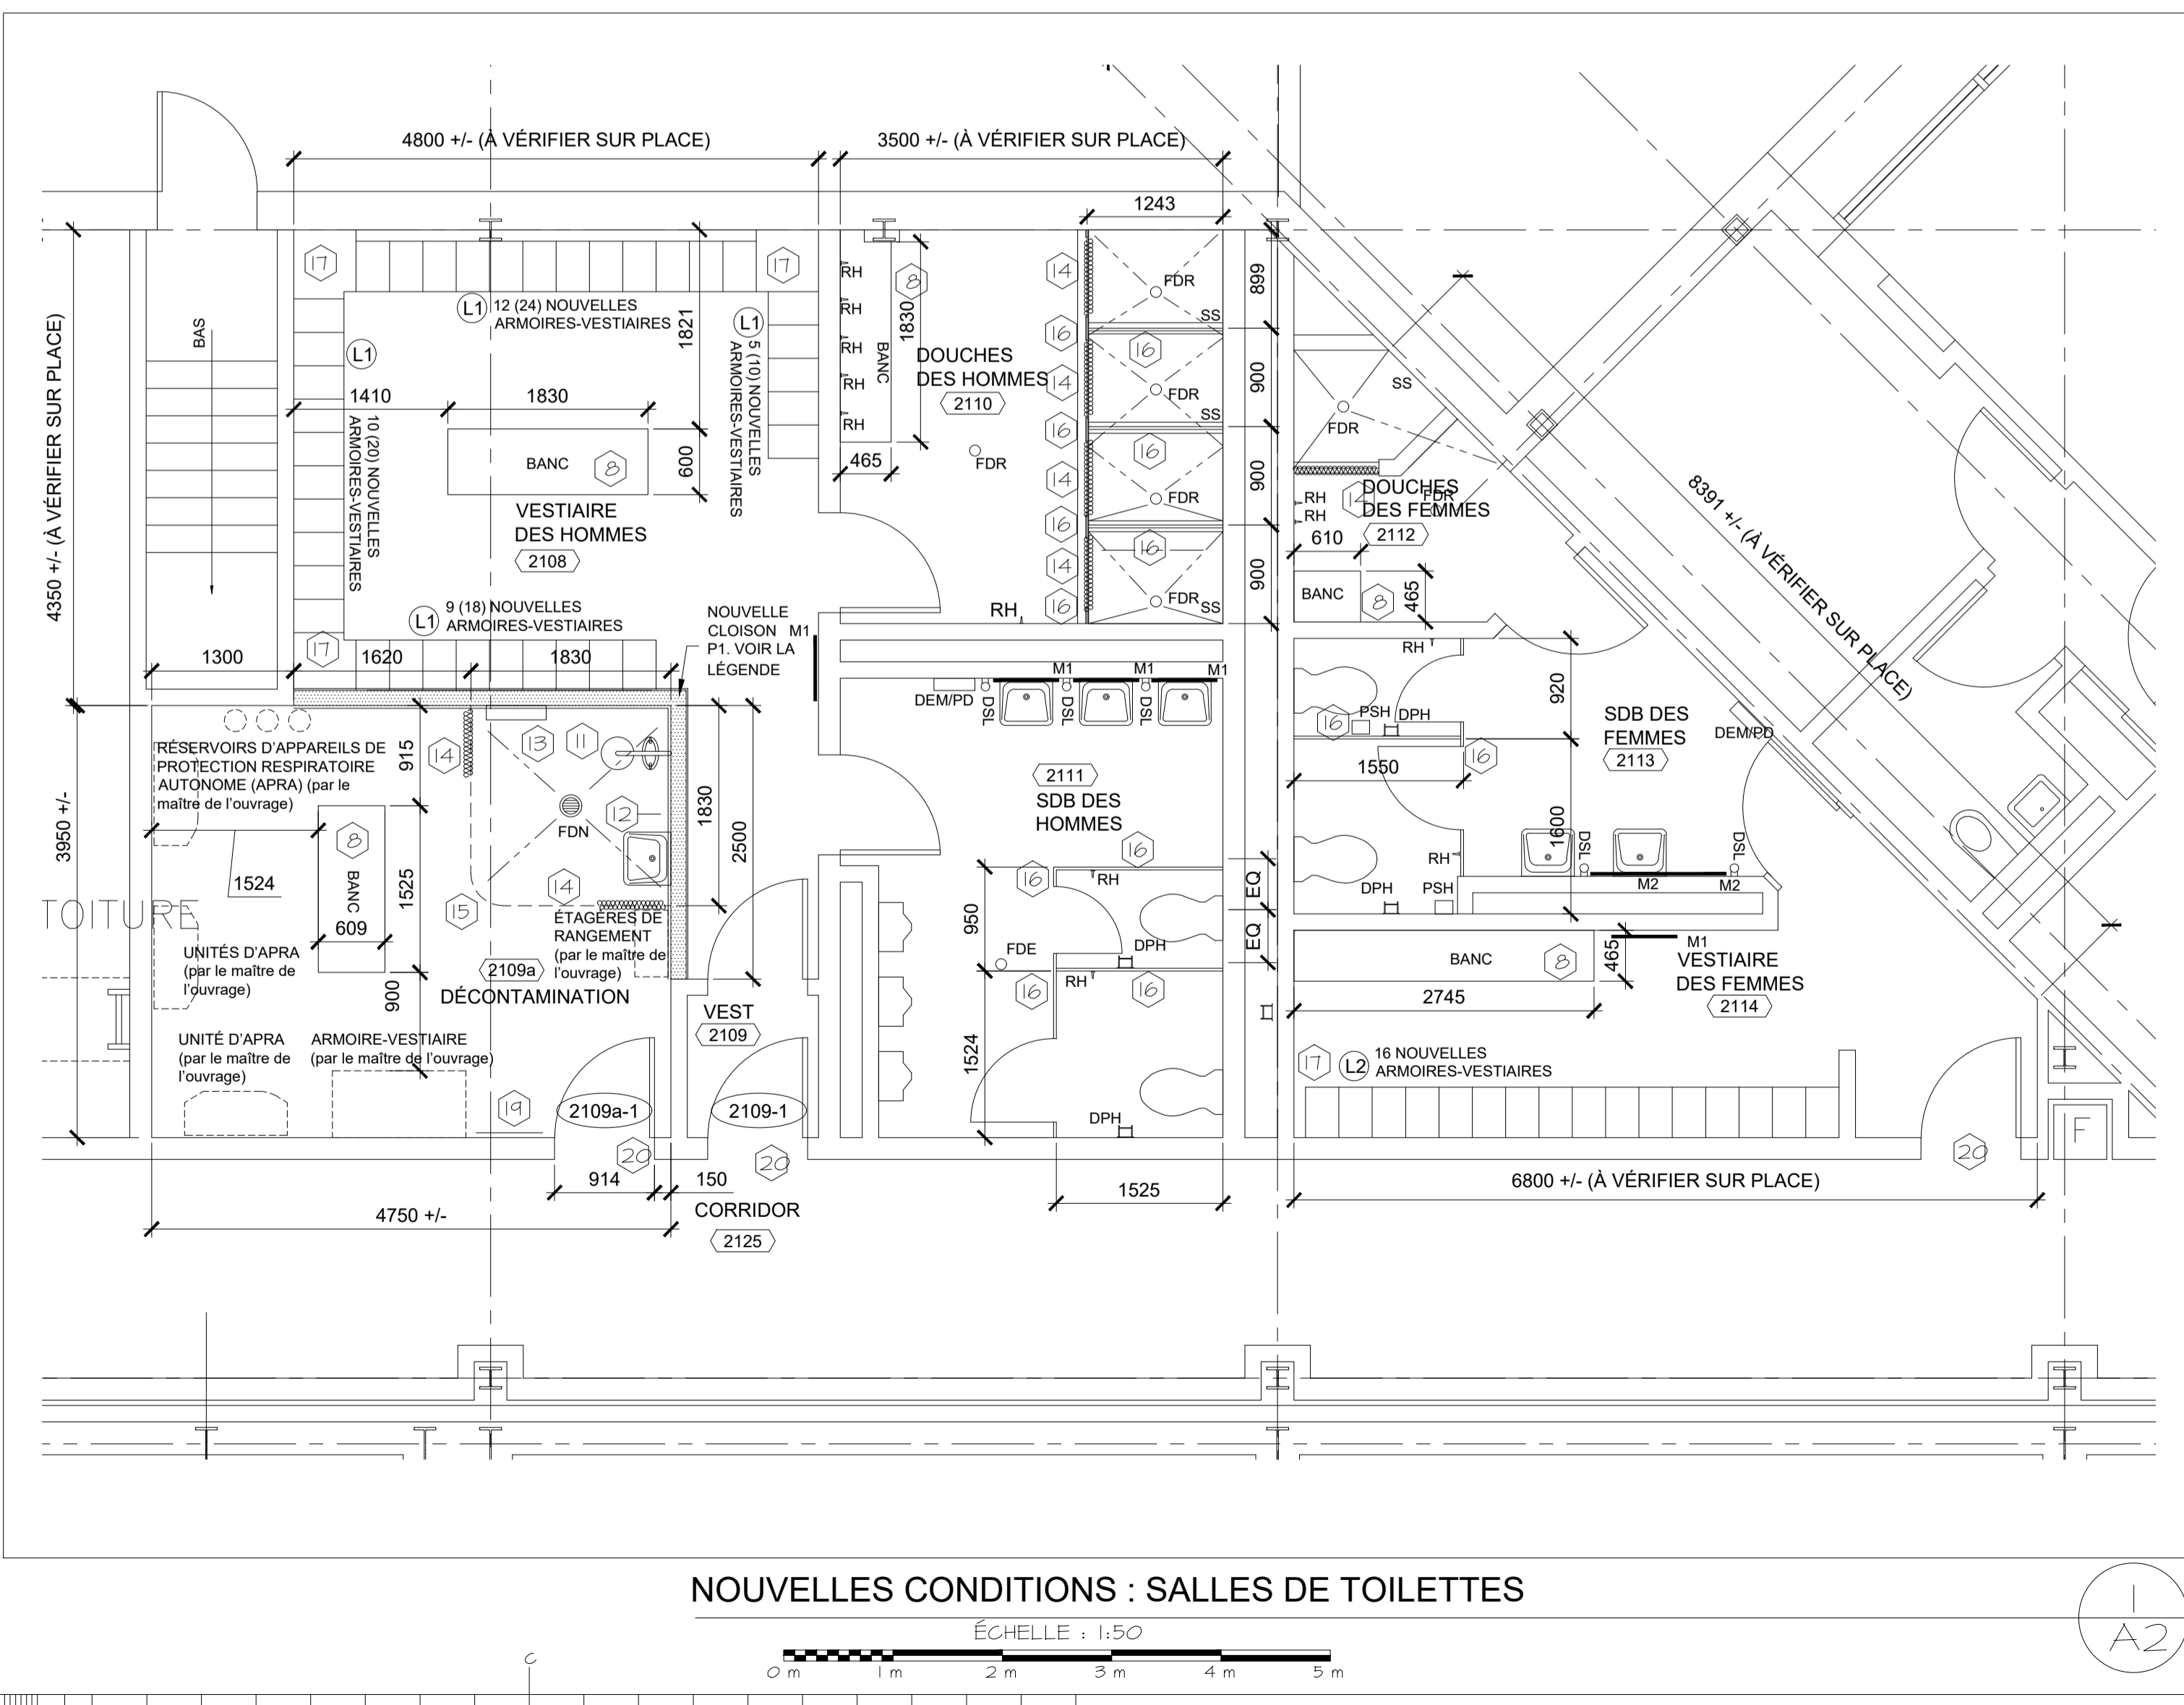 4800 +/- (À VÉRIFIER SUR PLACE)
3500 +/- (À VÉRIFIER SUR PLACE)
1243
4350 +/- (À VÉRIFIER SUR PLACE)
BAS
17
17
L1
12 (24) NOUVELLES
ARMOIRES-VESTIAIRES
1821
L1
5 (10) NOUVELLES
ARMOIRES-VESTIAIRES
L1
10 (20) NOUVELLES
ARMOIRES-VESTIAIRES
1410
1830
BANC
8
600
VESTIAIRE
DES HOMMES
2108
L1
9 (18) NOUVELLES
ARMOIRES-VESTIAIRES
17
1300
1620
1830
NOUVELLE
CLOISON M1
P1. VOIR LA
LÉGENDE
RH
RH
RH
RH
RH
BANC
8
1830
465
DOUCHES
DES HOMMES
2110
FDR
RH
14
16
14
16
14
16
14
16
FDR
SS
16
FDR
SS
16
FDR
16
FDR
SS
899
900
900
900
SS
FDR
14
FDR
DOUCHES
DES FEMMES
2112
RH
RH
610
BANC
8
465
8391 +/- (À VÉRIFIER SUR PLACE)
3950 +/-
TOITURE
RÉSERVOIRS D'APPAREILS DE
PROTECTION RESPIRATOIRE
AUTONOME (APRA) (par le
maître de l'ouvrage)
1524
BANC
8
609
915
1525
900
14
13
11
12
FDN
14
15
ÉTAGÈRES DE
RANGEMENT
(par le maître de
l'ouvrage)
1830
2500
UNITÉS D'APRA
(par le maître de
l'ouvrage)
2109a
DÉCONTAMINATION
UNITÉ D'APRA
(par le maître de
l'ouvrage)
ARMOIRE-VESTIAIRE
(par le maître de l'ouvrage)
19
2109a-1
20
VEST
2109
2109-1
20
914
150
4750 +/-
CORRIDOR
2125
DEM/PD
DSL
M1
DSL
M1
DSL
M1
2111
SDB DES
HOMMES
16
16
RH
950
FDE
DPH
RH
16
16
1524
DPH
1525
EQ
EQ
RH
16
PSH
DPH
16
920
1550
1600
SDB DES
FEMMES
2113
DEM/PD
RH
DPH
PSH
DSL
DSL
M2
M2
BANC
8
465
M1
VESTIAIRE
DES FEMMES
2114
2745
17
L2
16 NOUVELLES
ARMOIRES-VESTIAIRES
20
F
6800 +/- (À VÉRIFIER SUR PLACE)
NOUVELLES CONDITIONS : SALLES DE TOILETTES
ÉCHELLE : 1:50
0 m
1 m
2 m
3 m
4 m
5 m
1
A2
C